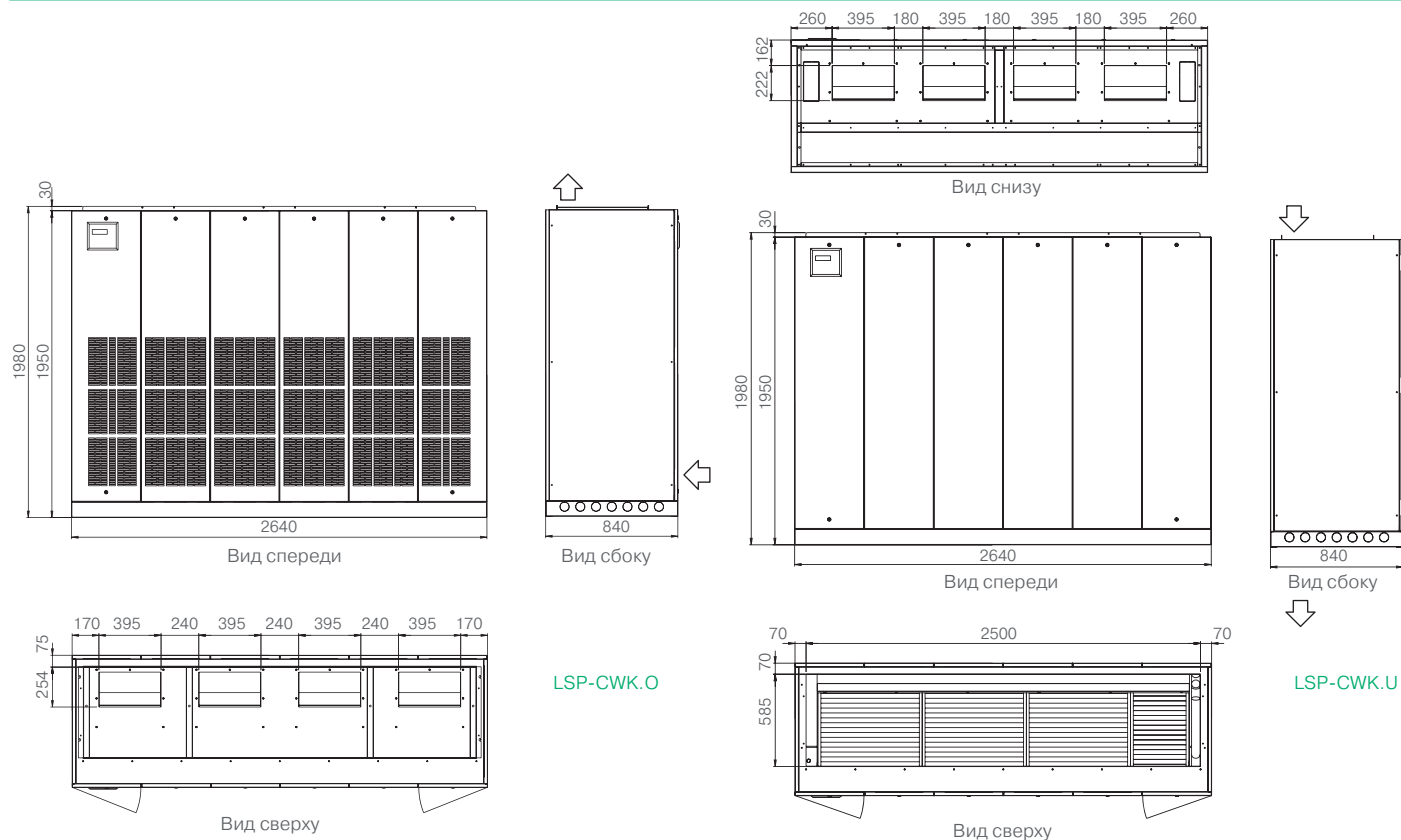 260 395 180 395 180 395 180 395 260
162
222
Вид снизу
30
1980
1950
2640
Вид спереди
840
Вид сбоку
30
1980
1950
2640
Вид спереди
840
Вид сбоку
170 395 240 395 240 395 240 395 170
75
254
Вид сверху
LSP-CWK.O
70 2500 70
70
585
Вид сверху
LSP-CWK.U